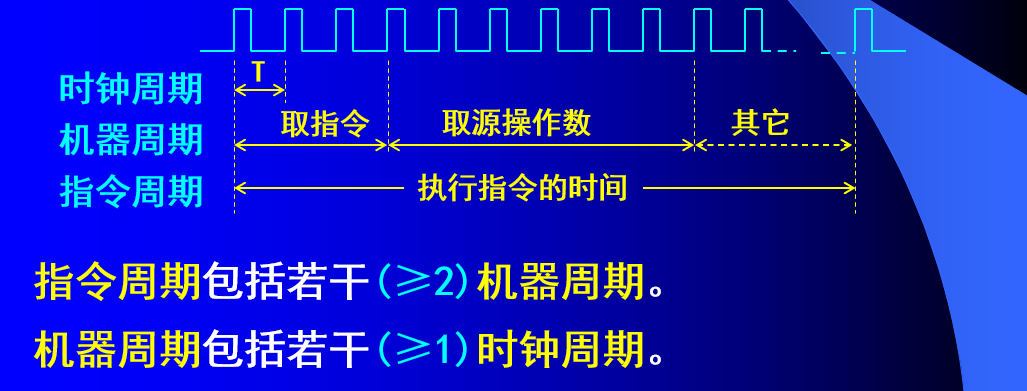 时钟周期 T
机器周期 取指令 取源操作数 其它
指令周期 执行指令的时间
指令周期包括若干(≥2)机器周期。
机器周期包括若干(≥1)时钟周期。